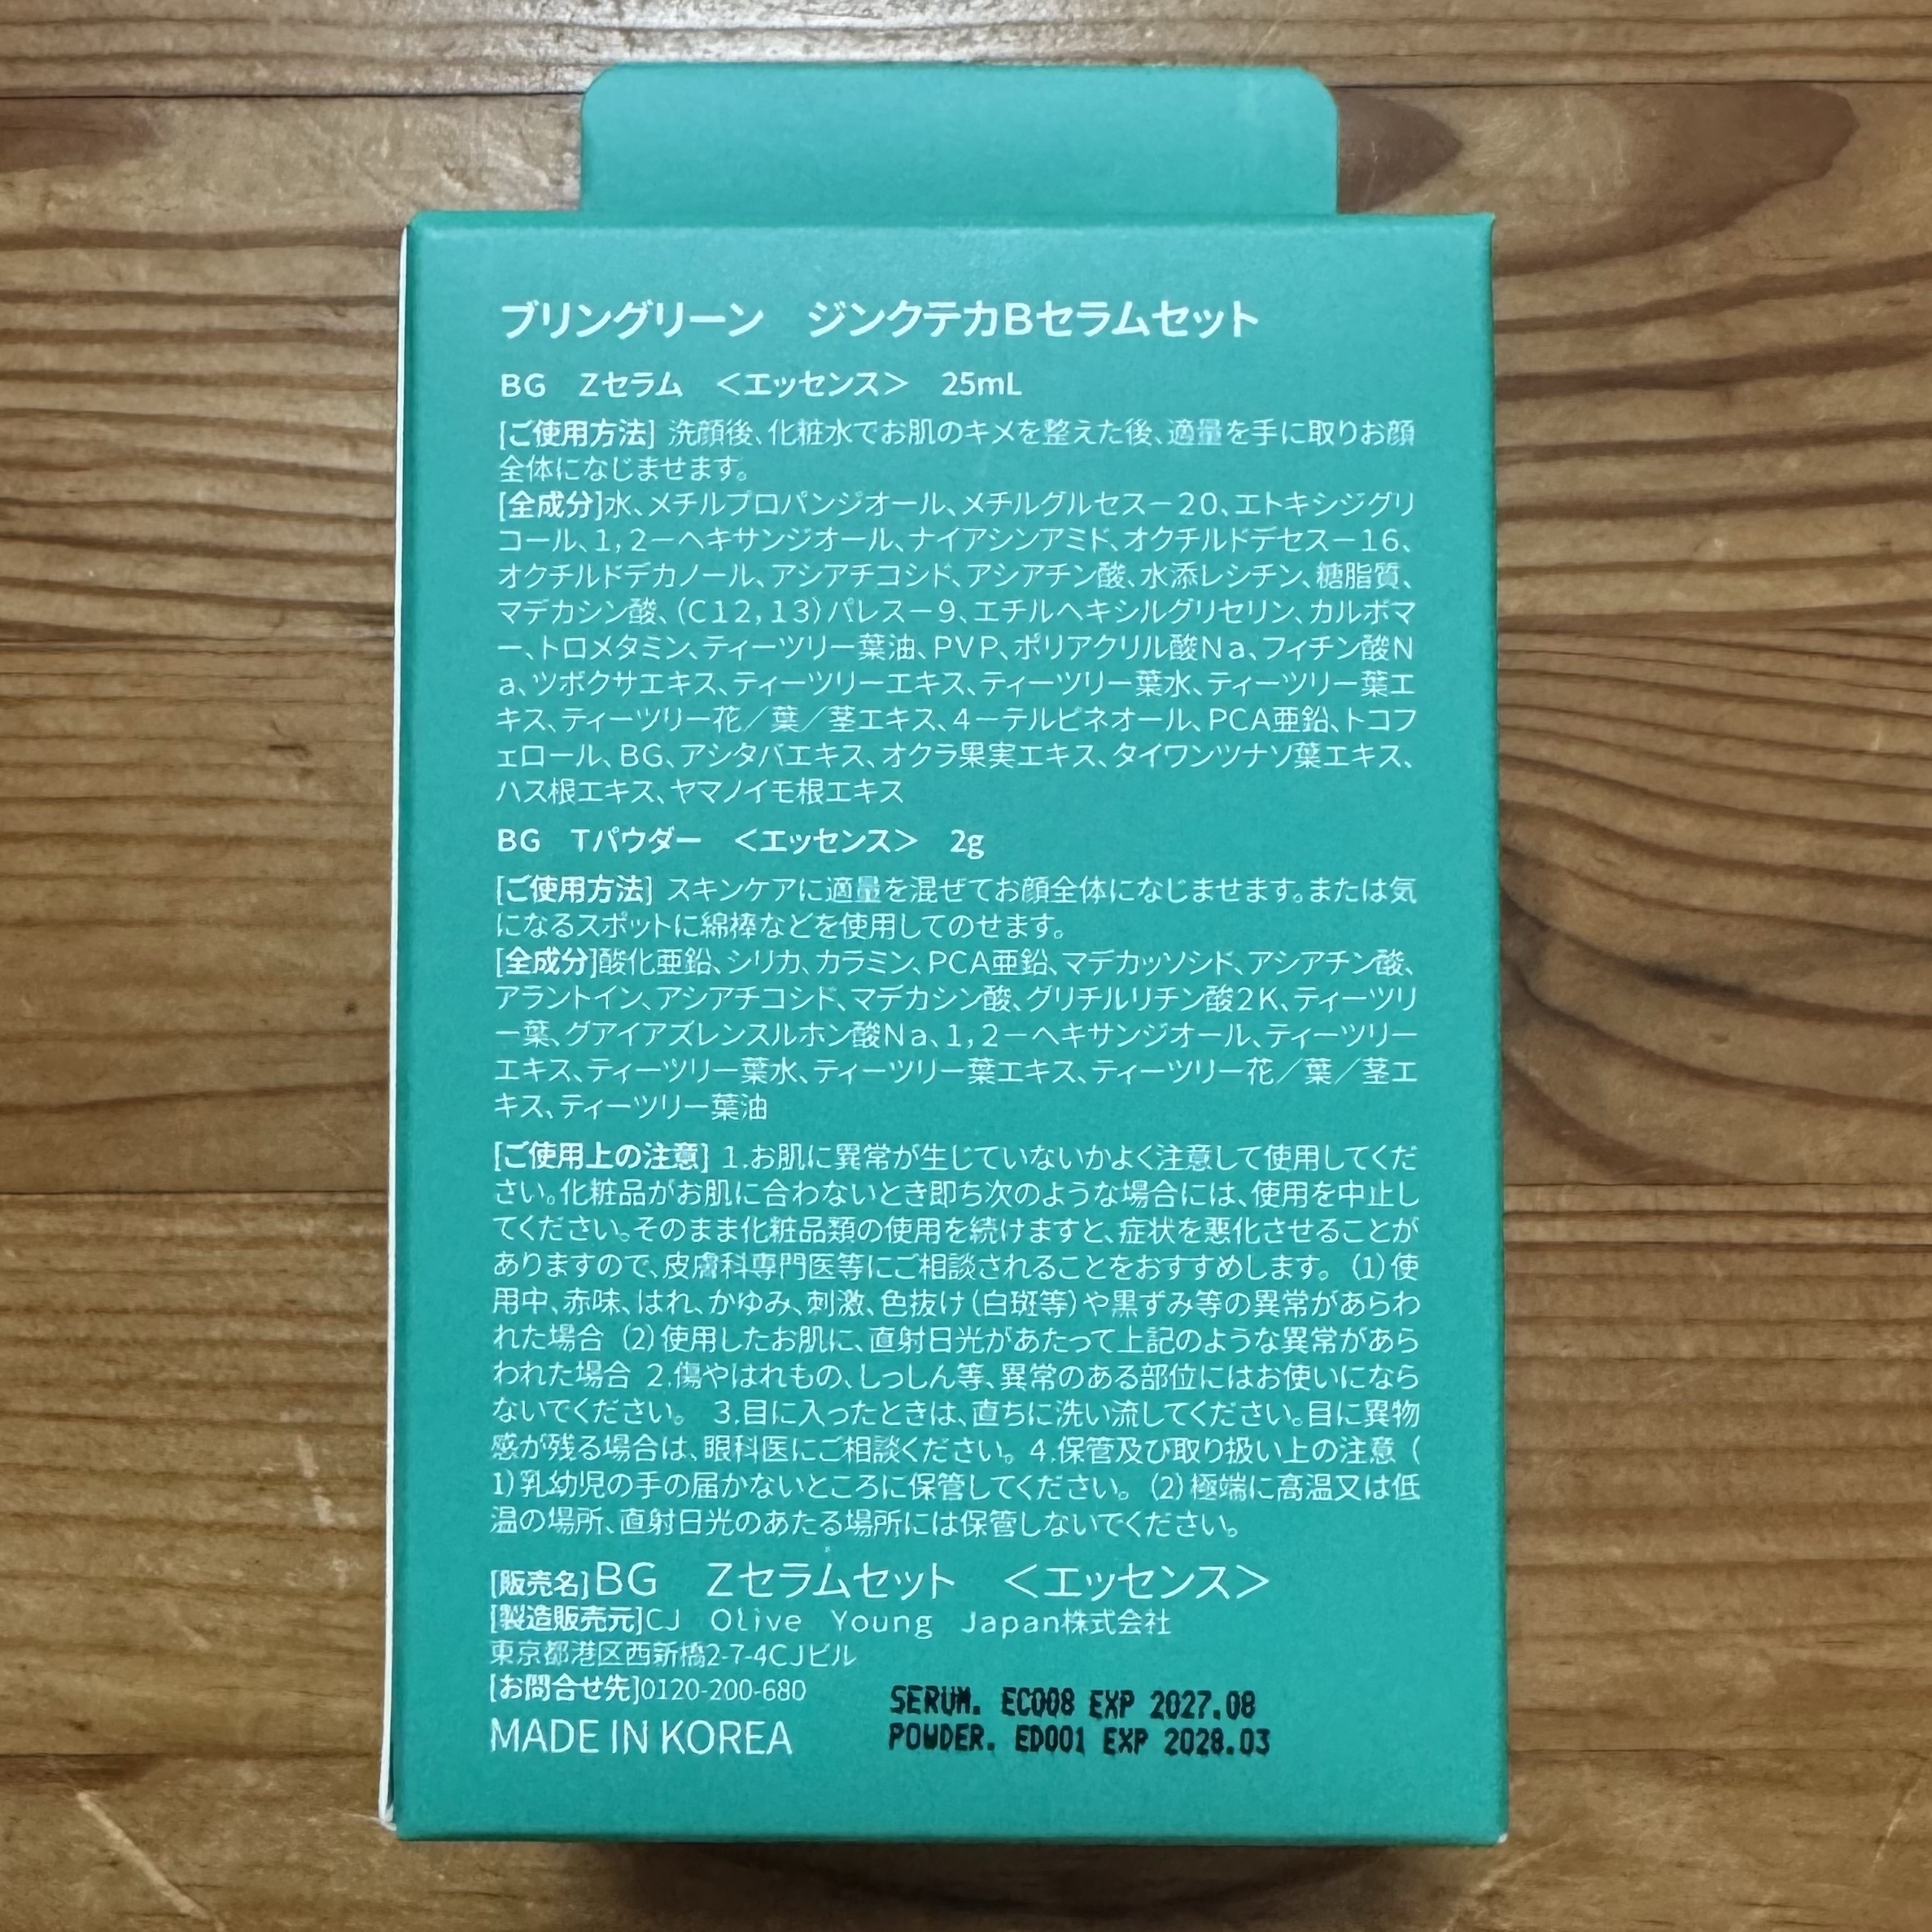 ブリングリーン　ジンクテカBセラムセット
BG　Zセラム　＜エッセンス＞　25mL
[ご使用方法] 洗顔後、化粧水でお肌のキメを整えた後、適量を手に取りお顔
全体になじませます。
[全成分]水、メチルプロパンジオール、メチルグルセスー20、エトキシジグリ
コール、1,2ーヘキサンジオール、ナイアシンアミド、オクチルドデセスー16、
オクチルドデカノール、アシアチコシド、アシアチン酸、水添レシチン、糖脂質、
マデカシン酸、(C12,13)パレスー9、エチルヘキシルグリセリン、カルボマ
ー、トロメタミン、ティーツリー葉油、PVP、ポリアクリル酸Na、フィチン酸N
a、ツボクサエキス、ティーツリーエキス、ティーツリー葉水、ティーツリー葉エ
キス、ティーツリー花／葉／茎エキス、4ーテルピネオール、PCA亜鉛、トコフ
ェロール、BG、アシタバエキス、オクラ果実エキス、タイワンツナソ葉エキス、
ハス根エキス、ヤマノイモ根エキス
BG　Tパウダー　＜エッセンス＞　2g
[ご使用方法] スキンケアに適量を混ぜてお顔全体になじませます。または気
になるスポットに綿棒などを使用してのせます。
[全成分]酸化亜鉛、シリカ、カラミン、PCA亜鉛、マデカッソシド、アシアチン酸、
アラントイン、アシアチコシド、マデカシン酸、グリチルリチン酸2K、ティーツリ
ー葉、グアイアズレンスルホン酸Na、1,2ーヘキサンジオール、ティーツリー
エキス、ティーツリー葉水、ティーツリー葉エキス、ティーツリー花／葉／茎エ
キス、ティーツリー葉油
[ご使用上の注意] 1.お肌に異常が生じていないかよく注意して使用してくだ
さい。化粧品がお肌に合わないとき即ち次のような場合には、使用を中止し
てください。そのまま化粧品類の使用を続けますと、症状を悪化させることが
ありますので、皮膚科専門医等にご相談されることをおすすめします。 (1)使
用中、赤味、はれ、かゆみ、刺激、色抜け(白斑等)や黒ずみ等の異常があらわ
れた場合 (2)使用したお肌に、直射日光があたって上記のような異常があら
われた場合 2.傷やはれもの、しっしん等、異常のある部位にはお使いになら
ないでください。 3.目に入ったときは、直ちに洗い流してください。目に異物
感が残る場合は、眼科医にご相談ください。4.保管及び取り扱い上の注意 (
1)乳幼児の手の届かないところに保管してください。 (2)極端に高温又は低
温の場所、直射日光のあたる場所には保管しないでください。
[販売名]BG　Zセラムセット　＜エッセンス＞
[製造販売元]CJ　Olive　Young　Japan株式会社
東京都港区西新橋2-7-4CJビル
[お問合せ先]0120-200-680
MADE IN KOREA
SERUM. EC008 EXP 2027.08
POWDER. ED001 EXP 2028.03